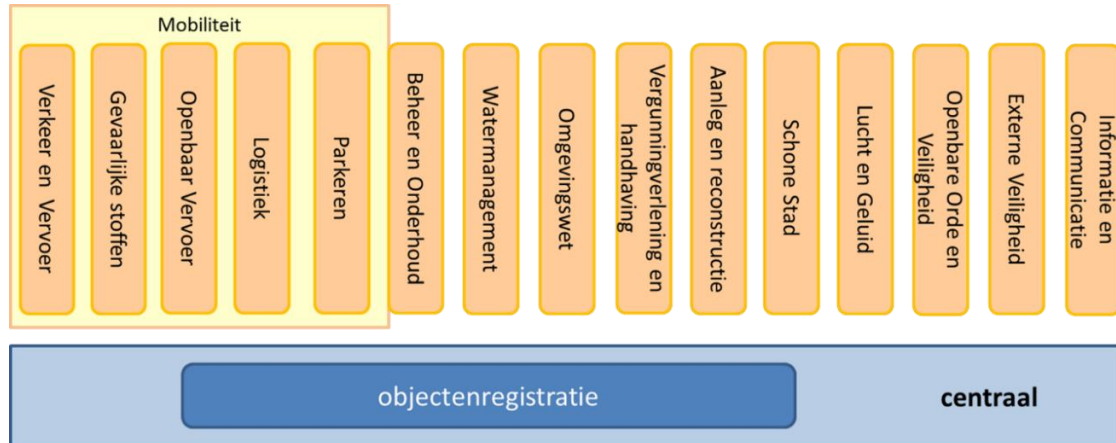 Mobiliteit
Verkeer en Vervoer
Gevaarlijke stoffen
Openbaar Vervoer
Logistiek
Parkeren
Beheer en Onderhoud
Watermanagement
Omgevingswet
Vergunningverlening en
handhaving
Aanleg en reconstructie
Schone Stad
Lucht en Geluid
Openbare Orde en
Veiligheid
Externe Veiligheid
Informatie en
Communicatie
objectenregistratie
centraal